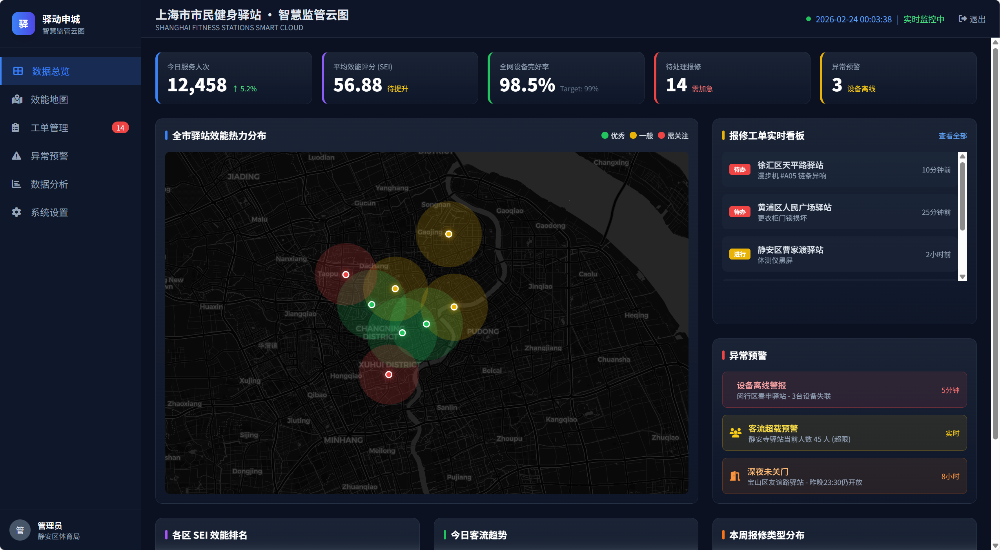 驿
驿动申城
智慧监管云图
数据总览
效能地图
工单管理
14
异常预警
数据分析
系统设置
管
管理员
静安区体育局
上海市市民健身驿站 · 智慧监管云图
SHANGHAI FITNESS STATIONS SMART CLOUD
2026-02-24 00:03:38 | 实时监控中
退出
今日服务人次
12,458 ↑ 5.2%
平均效能评分 (SEI)
56.88 待提升
全网设备完好率
98.5% Target: 99%
待处理报修
14 需加急
异常预警
3 设备离线
全市驿站效能热力分布
优秀 一般 需关注
DISTRICT
Luodian
Changxing
JIADING
Yanghang
ng
Gucun
Songnan
Gaoqiao
Malu
Gaodong
Gaojing
Nanxiang
Dachang
Taopu
Caolu
g New
wn
Jinqiao
Huaxin
Jiangqiao
Heqing
CHANGNING
DISTRICT
PUDONG
华漕镇
Zhangjiang
Chuansha
XUHUI DISTRICT
Beicai
Hongqiao
Xujing
Qibao
Zhaoxiang
Sanlin
Jiuting
Kangqiao
Sijing
MINHANG
Zhoupu
Zhuqiao
Meilong
shan
Dongjing
Pujiang
Zhuanqiao
报修工单实时看板
查看全部
待办
徐汇区天平路驿站
漫步机 #A05 链条异响
10分钟前
待办
黄浦区人民广场驿站
更衣柜门锁损坏
25分钟前
进行
静安区曹家渡驿站
体测仪黑屏
2小时前
异常预警
设备离线警报
闵行区春申驿站 - 3台设备失联
5分钟
客流超载预警
静安寺驿站当前人数 45 人 (超限)
实时
深夜未关门
宝山区友谊路驿站 - 昨晚23:30仍开放
8小时
各区 SEI 效能排名
今日客流趋势
本周报修类型分布